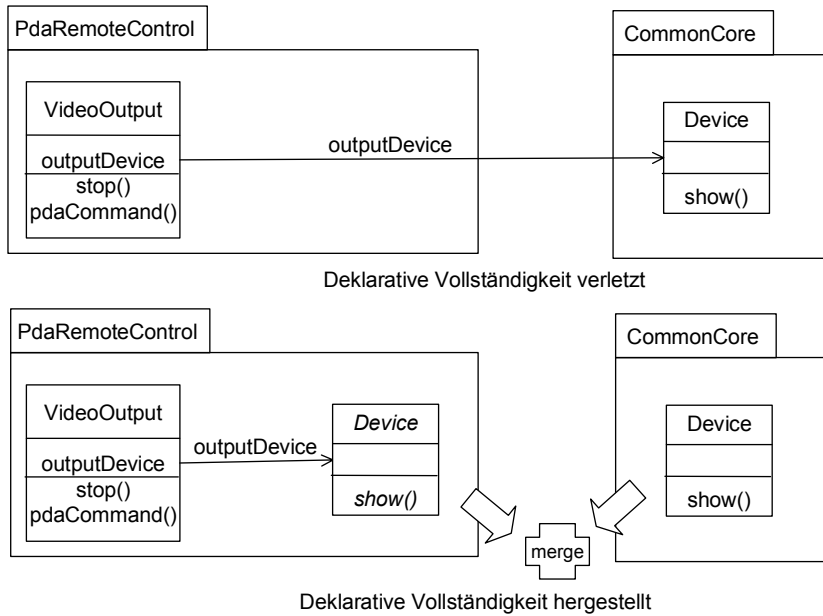 PdaRemoteControl
CommonCore
VideoOutput
outputDevice
stop()
pdaCommand()
outputDevice
Device
show()
Deklarative Vollständigkeit verletzt
PdaRemoteControl
CommonCore
VideoOutput
outputDevice
stop()
pdaCommand()
outputDevice
Device
show()
Device
show()
merge
Deklarative Vollständigkeit hergestellt